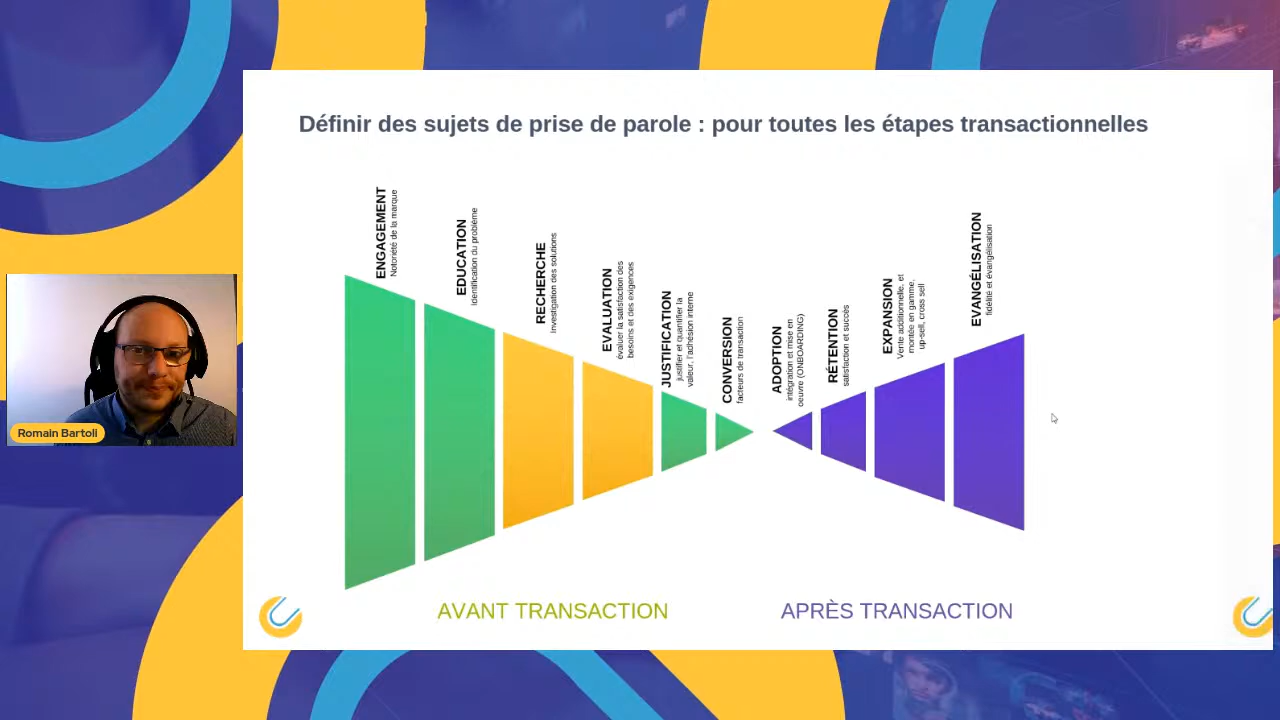 Définir des sujets de prise de parole : pour toutes les étapes transactionnelles
ENGAGEMENT
Notoriété de la marque
EDUCATION
Identification du problème
RECHERCHE
Investigation des solutions
EVALUATION
évaluer la satisfaction des
besoins et des exigences
JUSTIFICATION
justifier et quantifier la
valeur, l'adhésion interne
CONVERSION
facteurs de transaction
ADOPTION
intégration et mise en
oeuvre (ONBOARDING)
RÉTENTION
satisfaction et succès
EXPANSION
Vente additionnelle, et
montée en gamme.
up-sell, cross sell
EVANGÉLISATION
fidélité et évangélisation
Romain Bartoli
AVANT TRANSACTION
APRÈS TRANSACTION